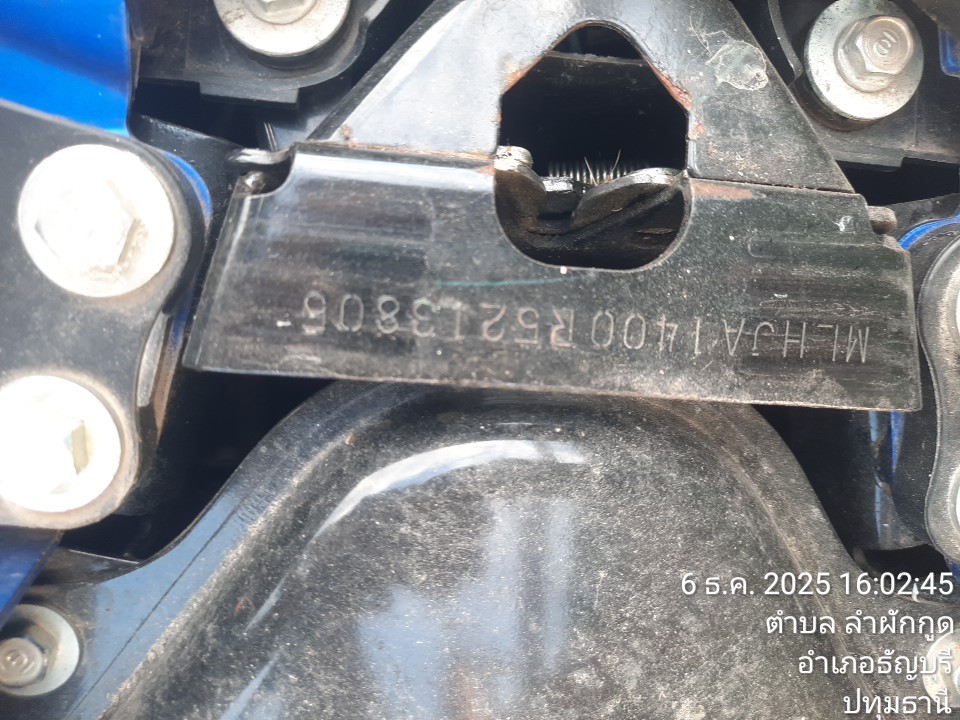 MLHJA1400R5213806
6 ธ.ค. 2025 16:02:45
ตำบล ลำผักกูด
อำเภอธัญบุรี
ปทุมธานี